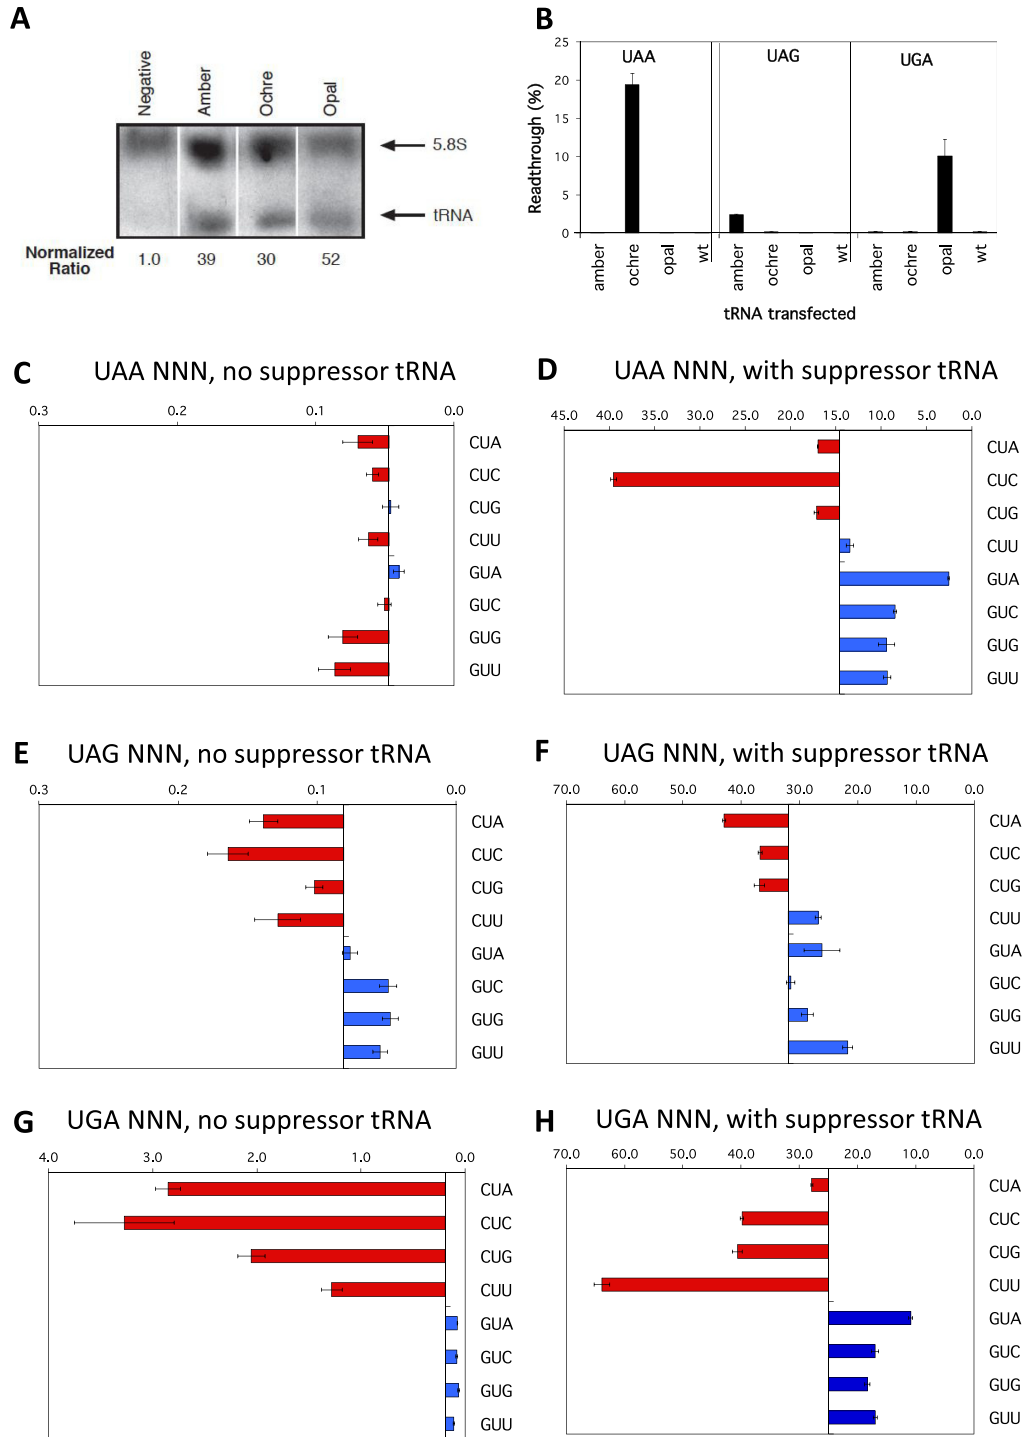 A
Negative
Amber
Ochre
Opal
5.8S
tRNA
Normalized Ratio
1.0 39 30 52
B
Readthrough (%)
25
20
15
10
5
0
UAA UAG UGA
amber ochre opal wt amber ochre opal wt amber ochre opal wt
tRNA transfected
C UAA NNN, no suppressor tRNA
0.3 0.2 0.1 0.0
CUA
CUC
CUG
CUU
GUA
GUC
GUG
GUU
D UAA NNN, with suppressor tRNA
45.0 40.0 35.0 30.0 25.0 20.0 15.0 10.0 5.0 0.0
CUA
CUC
CUG
CUU
GUA
GUC
GUG
GUU
E UAG NNN, no suppressor tRNA
0.3 0.2 0.1 0.0
CUA
CUC
CUG
CUU
GUA
GUC
GUG
GUU
F UAG NNN, with suppressor tRNA
70.0 60.0 50.0 40.0 30.0 20.0 10.0 0.0
CUA
CUC
CUG
CUU
GUA
GUC
GUG
GUU
G UGA NNN, no suppressor tRNA
4.0 3.0 2.0 1.0 0.0
CUA
CUC
CUG
CUU
GUA
GUC
GUG
GUU
H UGA NNN, with suppressor tRNA
70.0 60.0 50.0 40.0 30.0 20.0 10.0 0.0
CUA
CUC
CUG
CUU
GUA
GUC
GUG
GUU